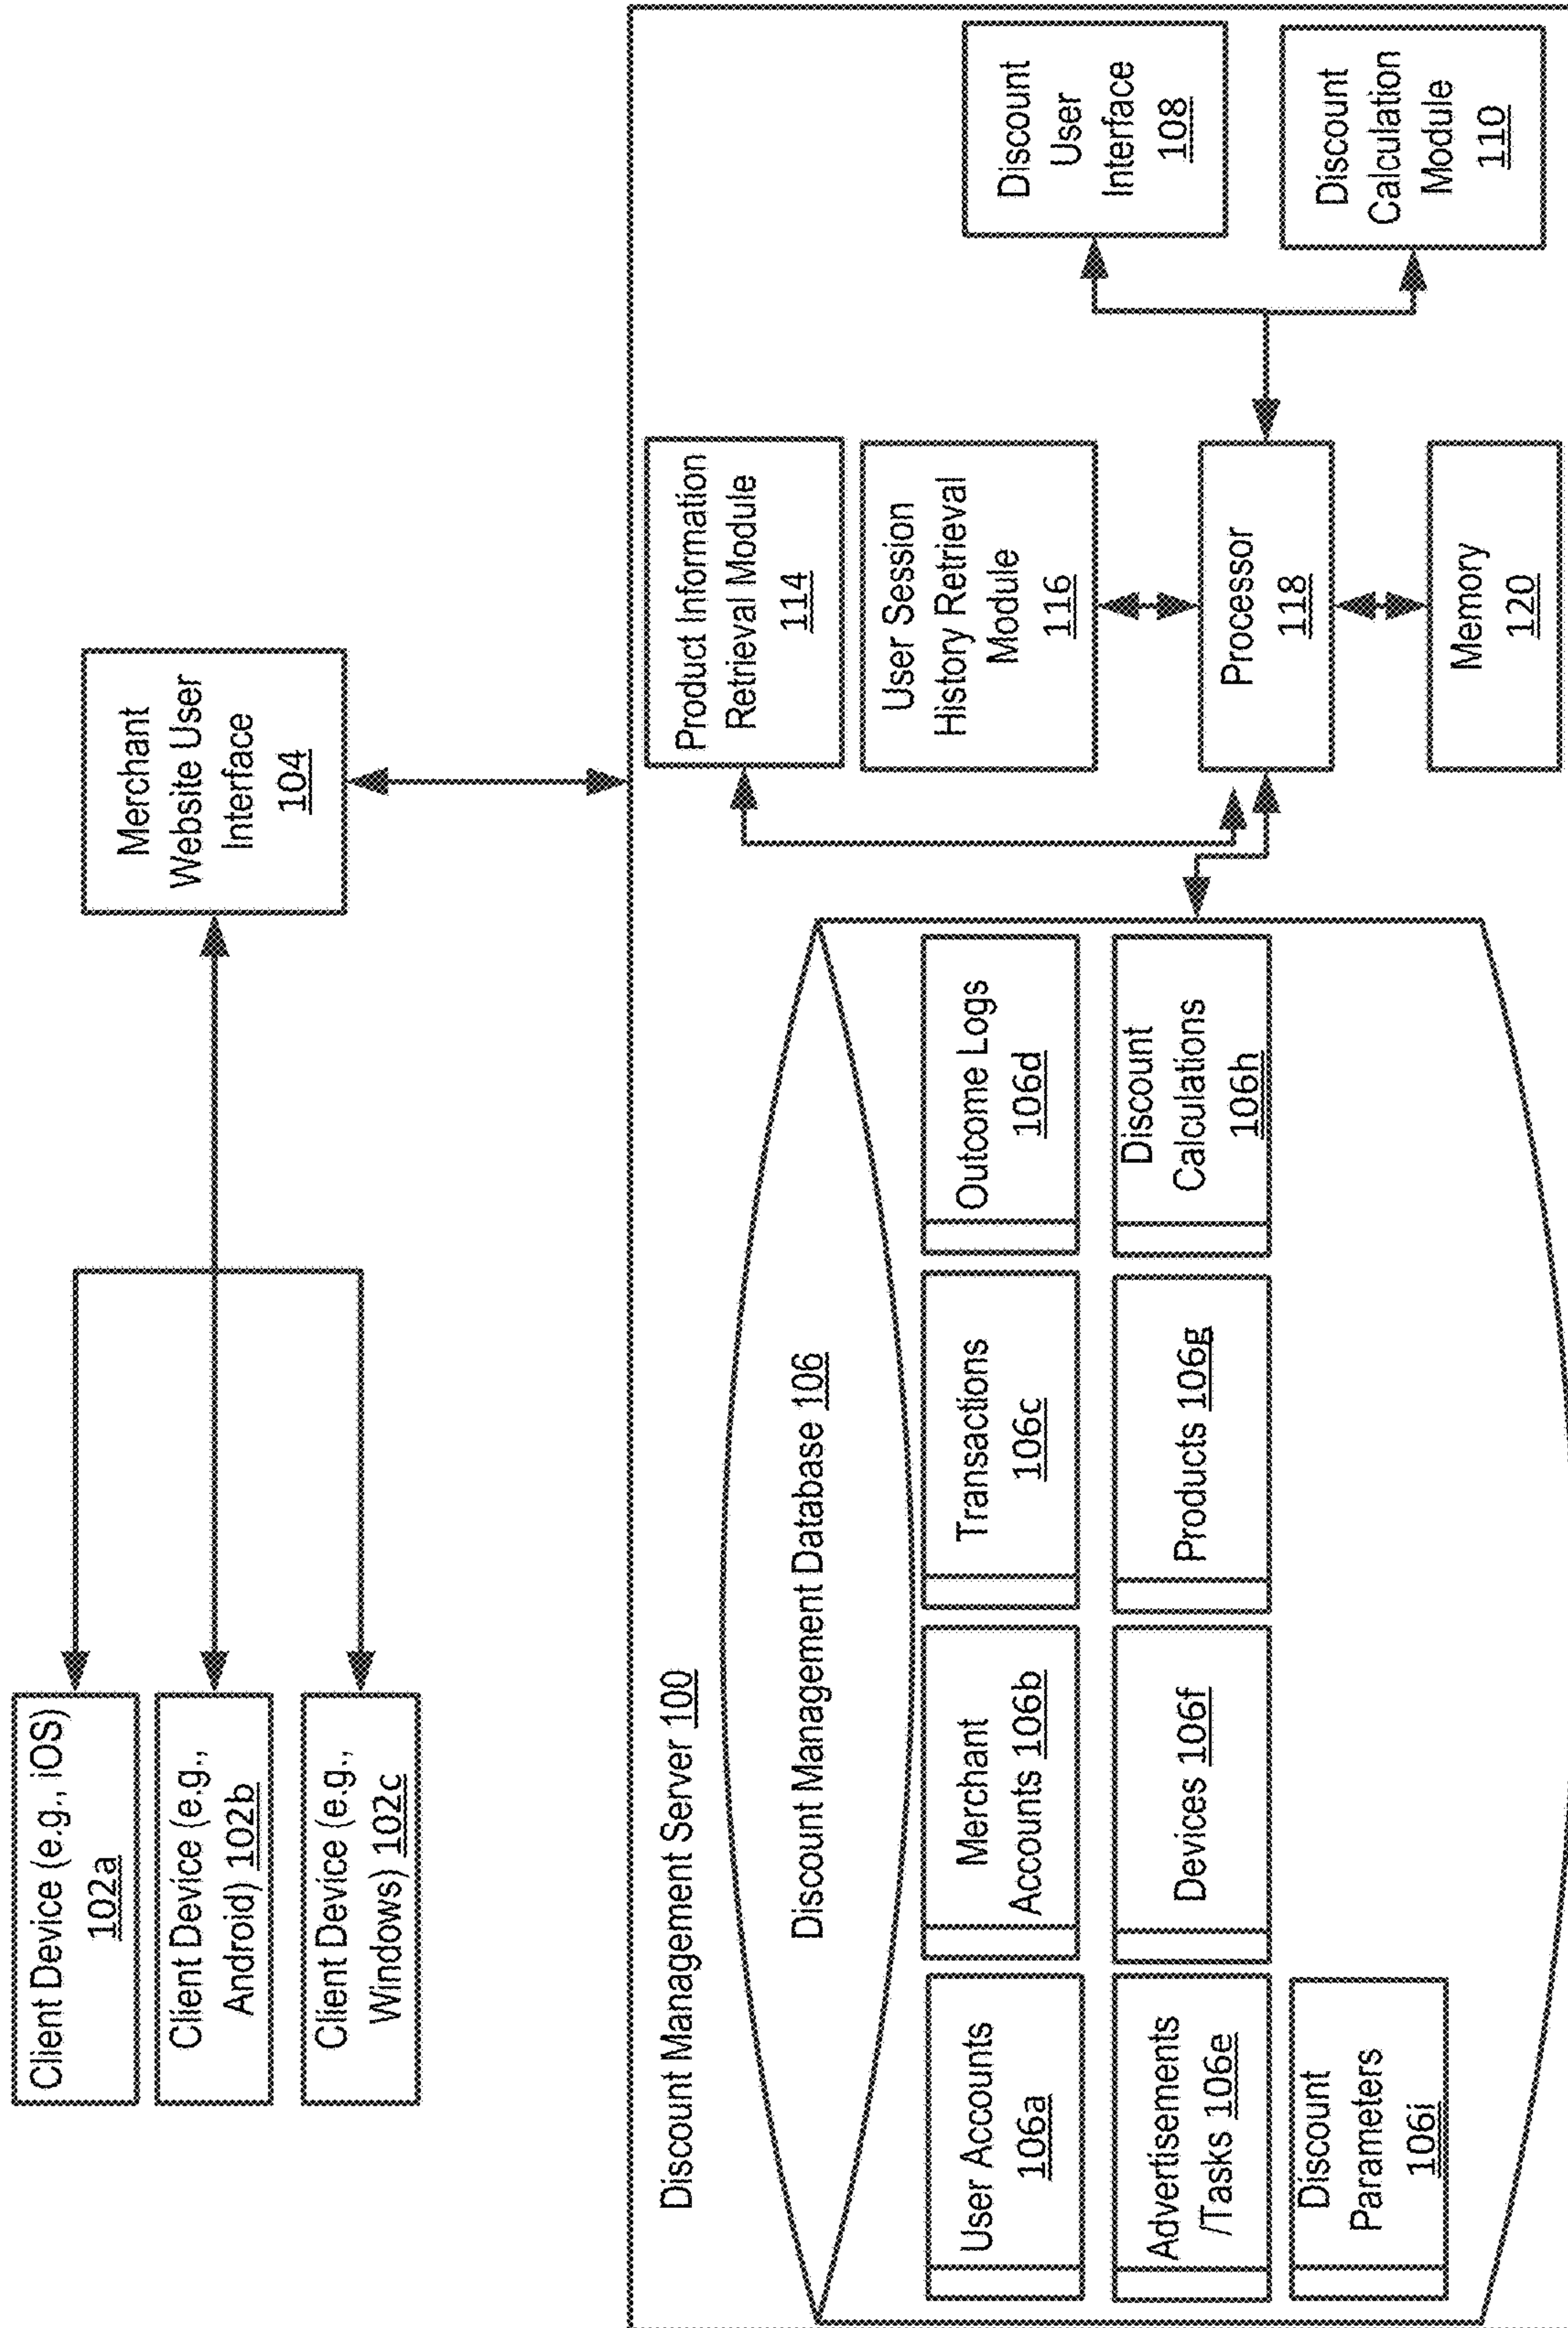 Client Device (e.g., iOS)
102a
Client Device (e.g.,
Android) 102b
Client Device (e.g.,
Windows) 102c
Merchant
Website User
Interface
104
Discount Management Server 100
Discount Management Database 106
User Accounts
106a
Merchant
Accounts 106b
Transactions
106c
Outcome Logs
106d
Advertisements
/Tasks 106e
Devices 106f
Products 106g
Discount
Calculations
106h
Discount
Parameters
106i
Product Information
Retrieval Module
114
User Session
History Retrieval
Module
116
Processor
118
Memory
120
Discount
User
Interface
108
Discount
Calculation
Module
110